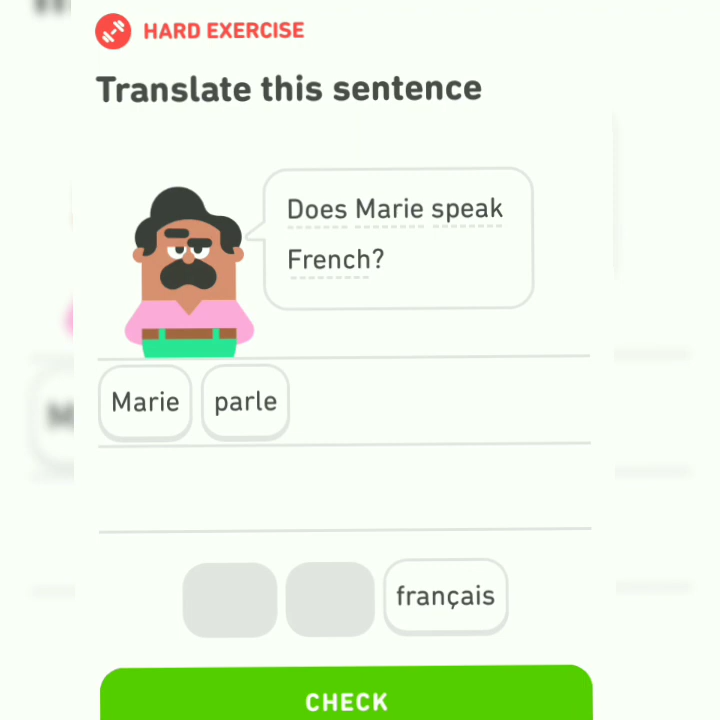 HARD EXERCISE
Translate this sentence
Does Marie speak
French?
Marie parle
français
CHECK